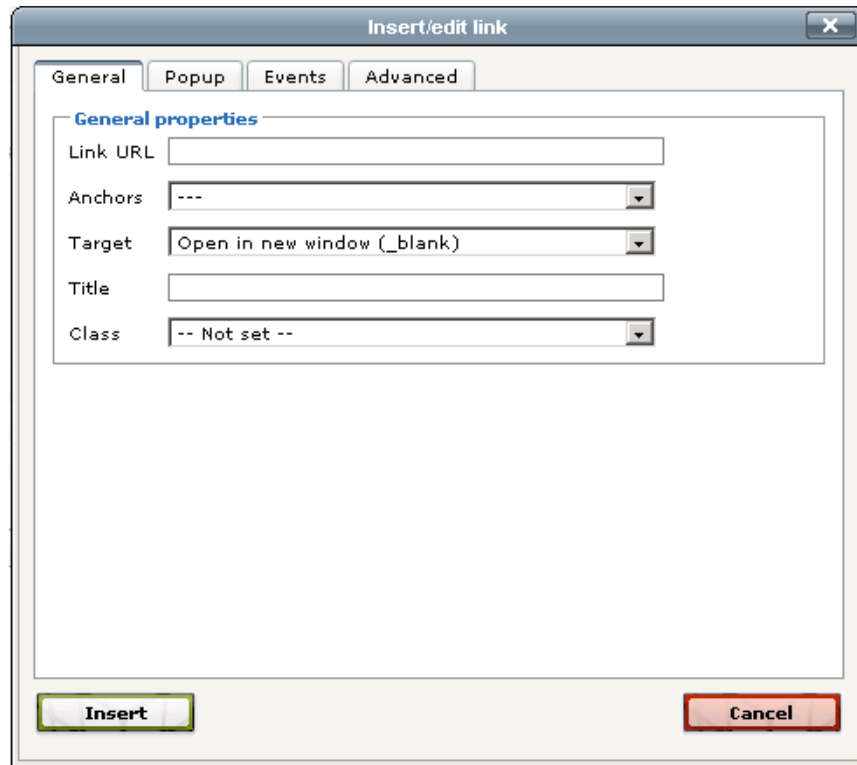 Insert/edit link
General Popup Events Advanced
General properties
Link URL
Anchors ---
Target Open in new window (_blank)
Title
Class -- Not set --
Insert Cancel